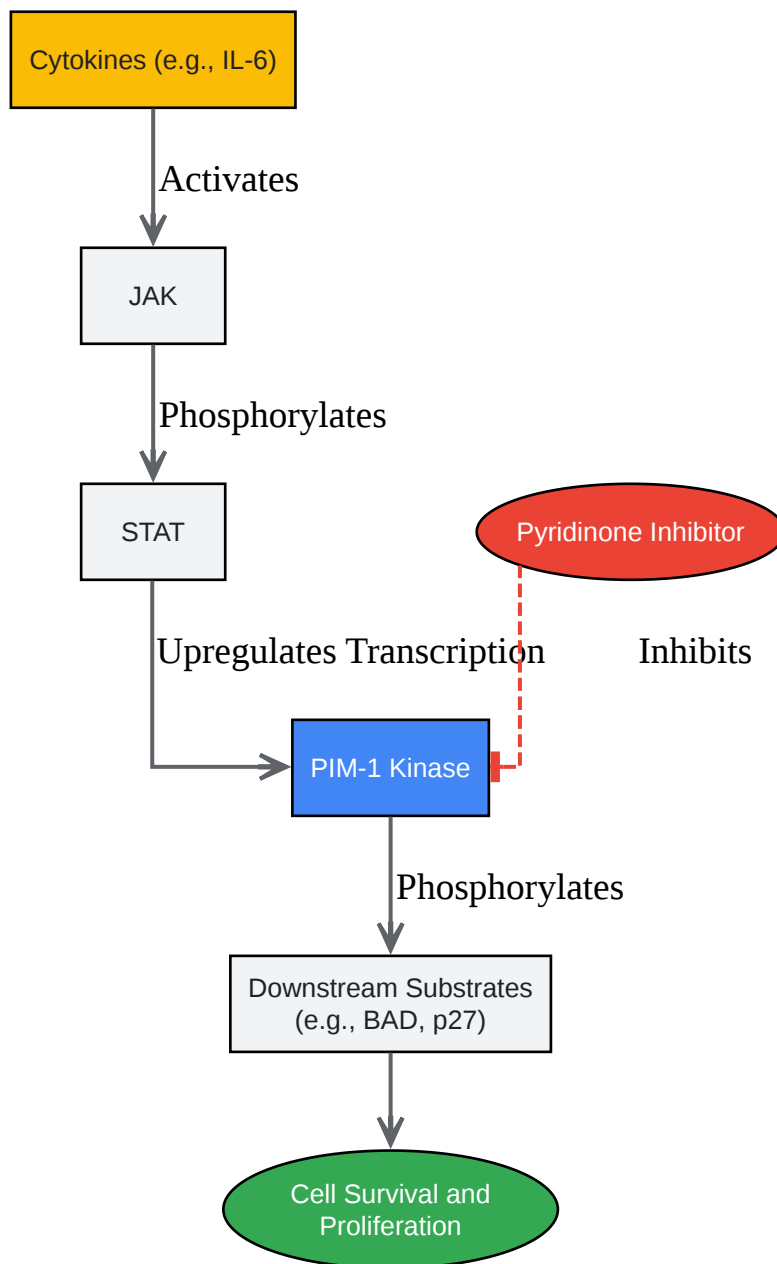 Cytokines (e.g., IL-6)
Activates
JAK
Phosphorylates
STAT
Pyridinone Inhibitor
Upregulates Transcription
Inhibits
PIM-1 Kinase
Phosphorylates
Downstream Substrates
(e.g., BAD, p27)
Cell Survival and
Proliferation